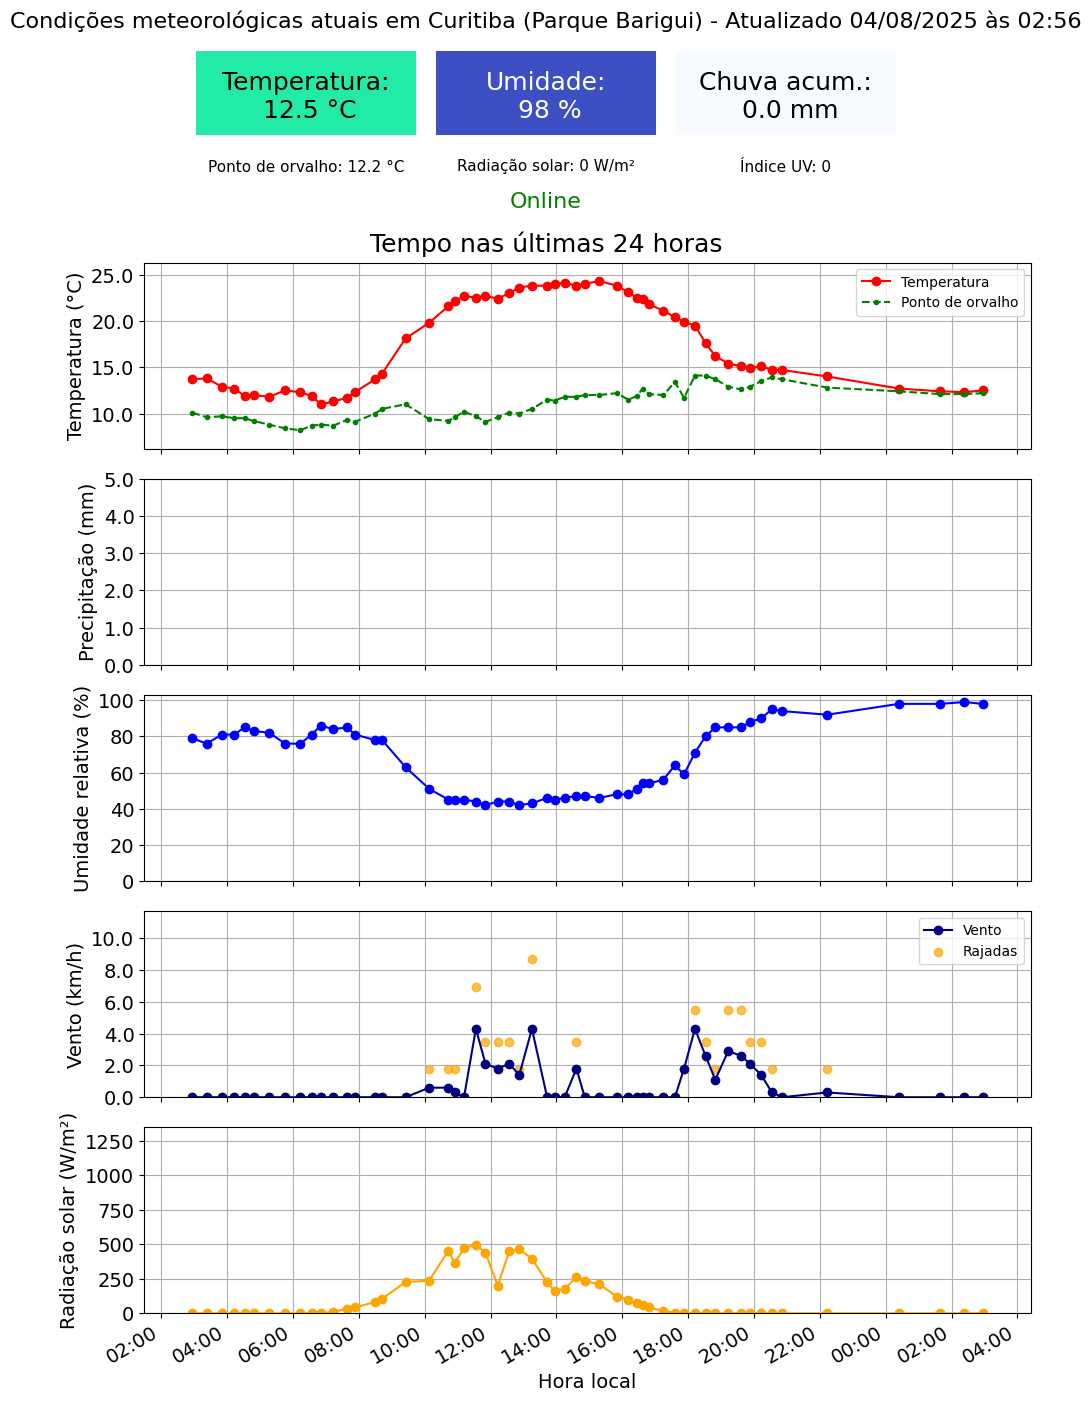 Condições meteorológicas atuais em Curitiba (Parque Barigui) - Atualizado 04/08/2025 às 02:56
Temperatura:
12.5 °C
Umidade:
98 %
Chuva acum.:
0.0 mm
Ponto de orvalho: 12.2 °C
Radiação solar: 0 W/m²
Índice UV: 0
Online
Tempo nas últimas 24 horas
Temperatura (°C)
25.0
20.0
15.0
10.0
Temperatura
Ponto de orvalho
Precipitação (mm)
5.0
4.0
3.0
2.0
1.0
0.0
Umidade relativa (%)
100
80
60
40
20
0
Vento (km/h)
10.0
8.0
6.0
4.0
2.0
0.0
Vento
Rajadas
Radiação solar (W/m²)
1250
1000
750
500
250
0
02:00
04:00
06:00
08:00
10:00
12:00
14:00
16:00
18:00
20:00
22:00
00:00
02:00
04:00
Hora local